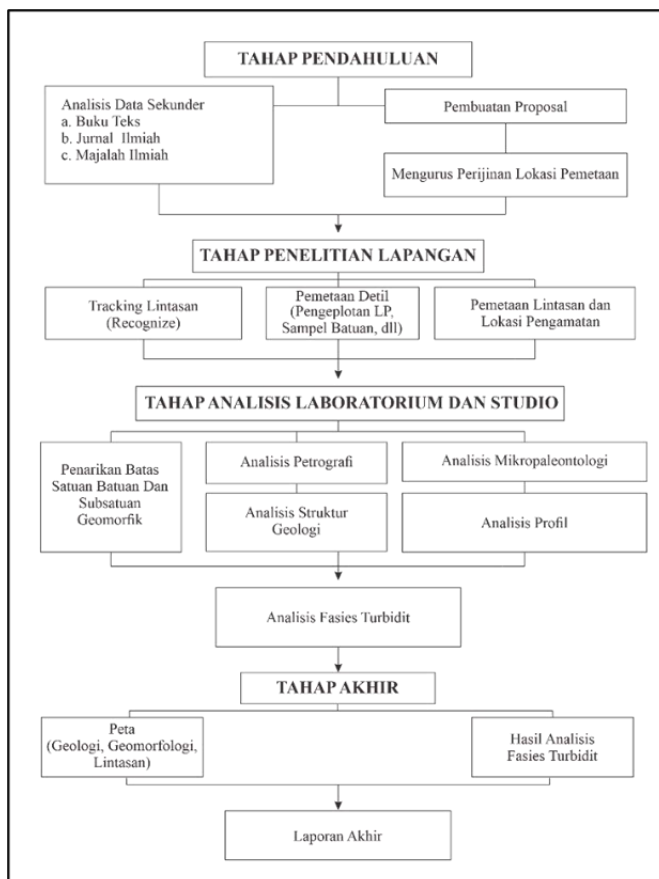 TAHAP PENDAHULUAN
Analisis Data Sekunder
a. Buku Teks
b. Jurnal Ilmiah
c. Majalah Ilmiah
Pembuatan Proposal
Mengurus Perijinan Lokasi Pemetaan
TAHAP PENELITIAN LAPANGAN
Tracking Lintasan
(Recognize)
Pemetaan Detil
(Pengeplotan LP,
Sampel Batuan, dll)
Pemetaan Lintasan dan
Lokasi Pengamatan
TAHAP ANALISIS LABORATORIUM DAN STUDIO
Penarikan Batas
Satuan Batuan Dan
Subsatuan
Geomorfik
Analisis Petrografi
Analisis Struktur
Geologi
Analisis Mikropaleontologi
Analisis Profil
Analisis Fasies Turbidit
TAHAP AKHIR
Peta
(Geologi, Geomorfologi,
Lintasan)
Hasil Analisis
Fasies Turbidit
Laporan Akhir